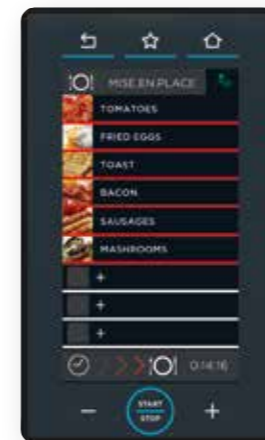 MISE.EN.PLACE
TOMATOES
FRIED EGGS
TOAST
BACON
SAUSAGES
MASHROOMS
+
+
+
0:14:16
− START STOP +